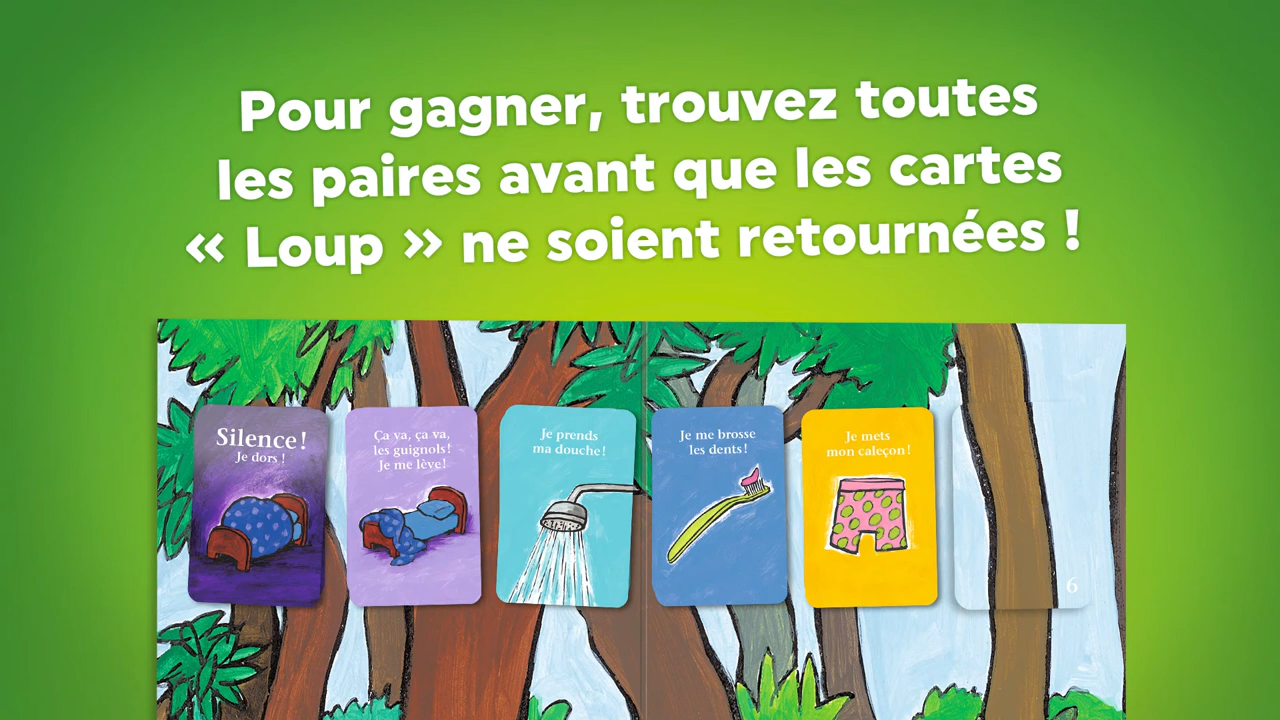 Pour gagner, trouvez toutes
les paires avant que les cartes
« Loup » ne soient retournées !
Silence !
Je dors !
Ça va, ça va,
les guignols !
Je me lève !
Je prends
ma douche !
Je me brosse
les dents !
Je mets
mon caleçon !
6